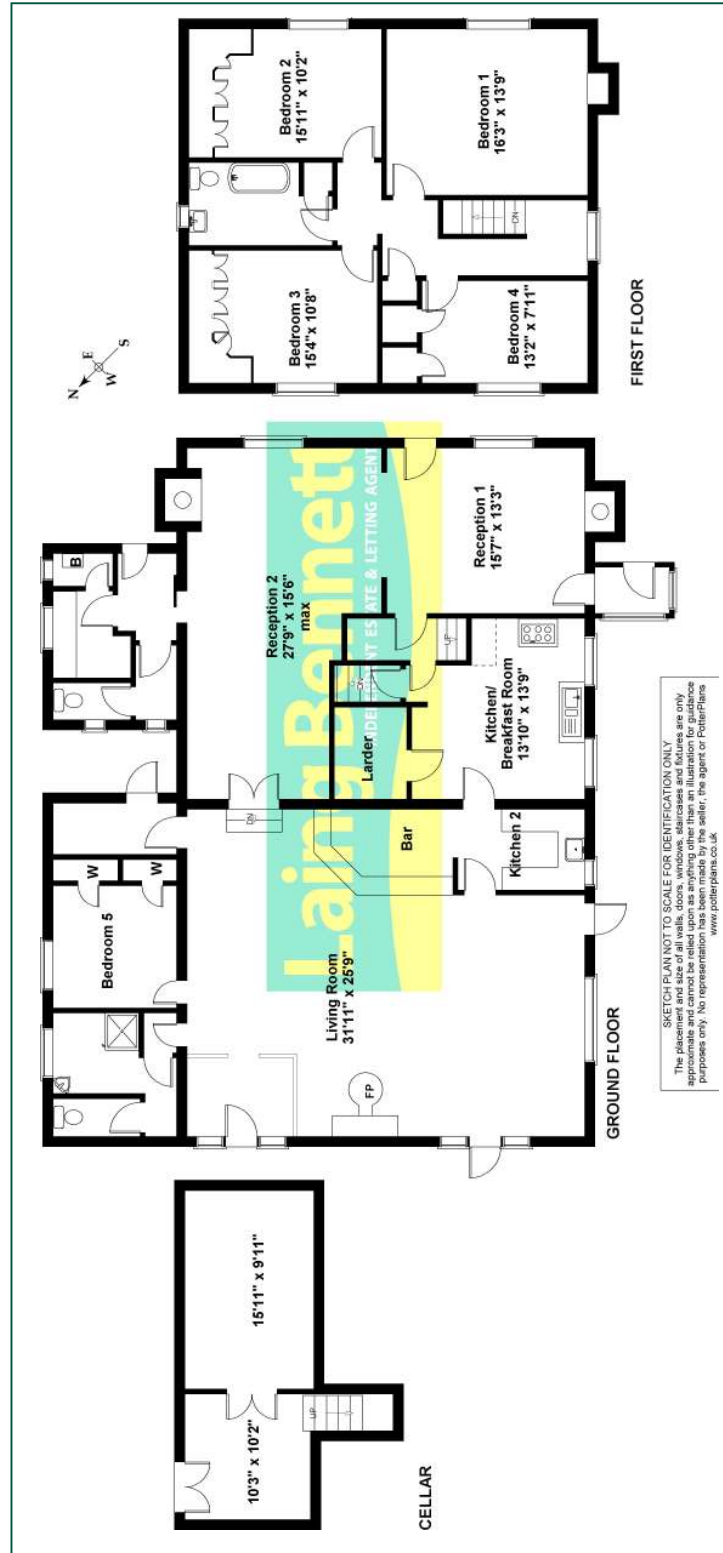 10'3" x 10'2"
15'11" x 9'11"
UP
CELLAR
Bedroom 5
W
W
B
Living Room
31'11" x 25'9"
FP
DN
Bar
Kitchen 2
Larder
DN
UP
Kitchen/
Breakfast Room
13'10" x 13'9"
Reception 2
27'9" x 15'6"
max
Reception 1
15'7" x 13'3"
GROUND FLOOR
Laing Bennett
INDEPENDENT ESTATE & LETTING AGENT
N
E
W
S
Bedroom 3
15'4" x 10'8"
Bedroom 2
15'11" x 10'2"
Bedroom 4
13'2" x 7'11"
Bedroom 1
16'3" x 13'9"
DN
FIRST FLOOR
SKETCH PLAN NOT TO SCALE FOR IDENTIFICATION ONLY
The placement and size of all walls, doors, windows, staircases and fixtures are only
approximate and cannot be relied upon as anything other than an illustration for guidance
purposes only. No representation has been made by the seller, the agent or PotterPlans
www.potterplans.co.uk